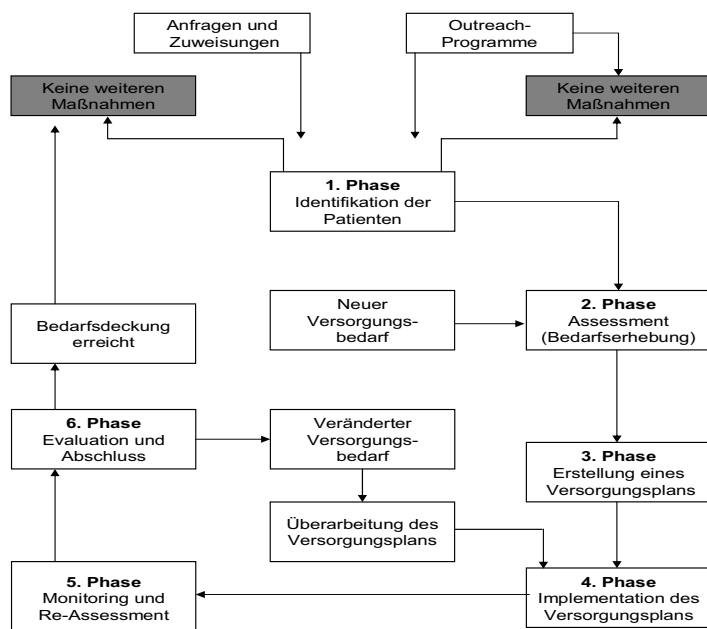 Anfragen und
Zuweisungen
Outreach-
Programme
Keine weiteren
Maßnahmen
Keine weiteren
Maßnahmen
1. Phase
Identifikation der
Patienten
Neuer
Versorgungs-
bedarf
2. Phase
Assessment
(Bedarfserhebung)
Bedarfsdeckung
erreicht
6. Phase
Evaluation und
Abschluss
Veränderter
Versorgungs-
bedarf
3. Phase
Erstellung eines
Versorgungsplans
Überarbeitung des
Versorgungsplans
5. Phase
Monitoring und
Re-Assessment
4. Phase
Implementation des
Versorgungsplans